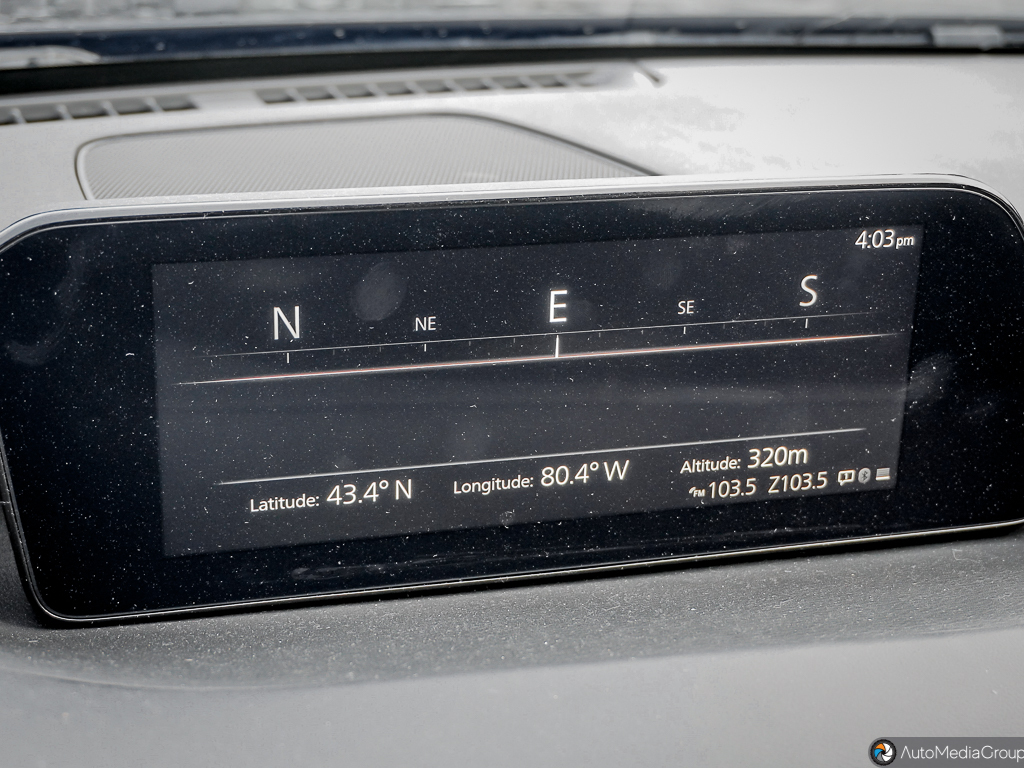 4:03pm
N NE E SE S
Latitude: 43.4° N Longitude: 80.4° W Altitude: 320m
FM 103.5 Z103.5
AutoMediaGroup